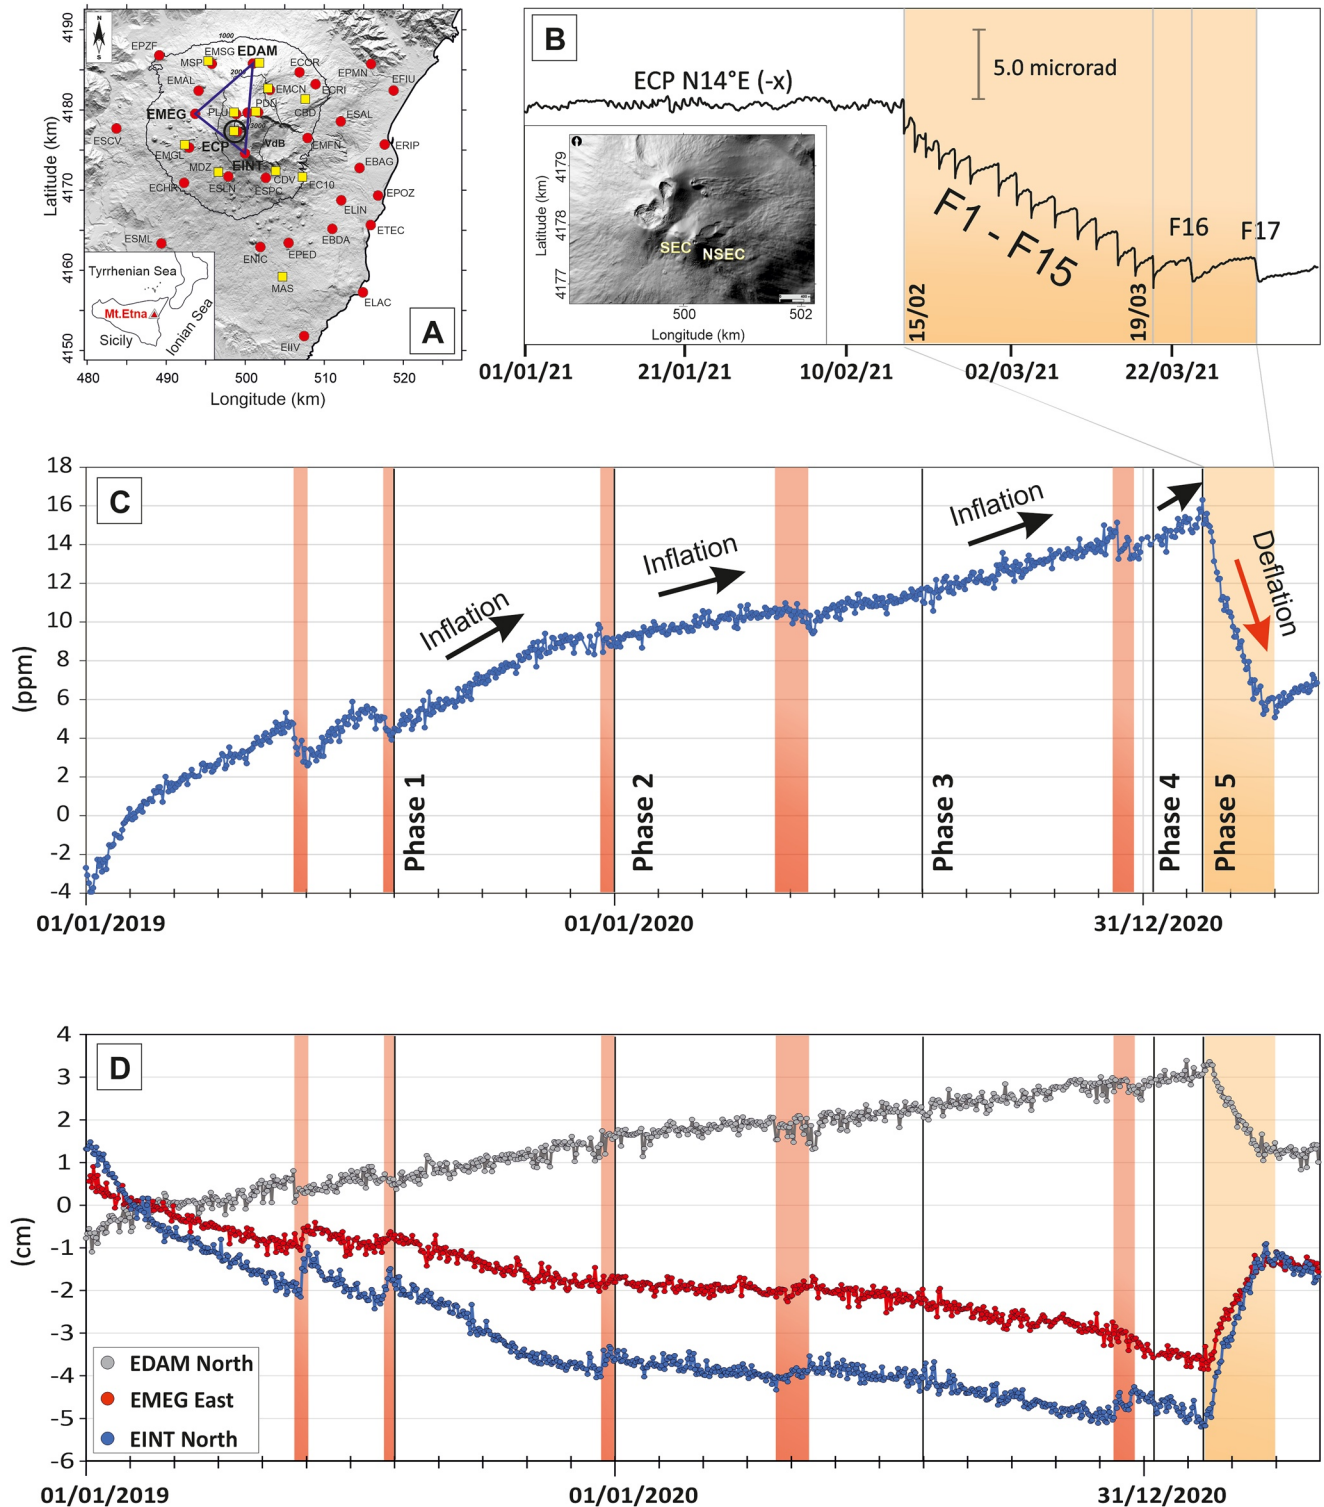 4190
4180
4170
4160
4150
Latitude (km)
N
S
1000
2000
3000
EPZF
EMSG
EDAM
MSP
ECOR
EPMN
EFIU
EMAL
EMCN
ECRI
EMEG
PLU
PDN
CBD
ESAL
ESCV
ECP
VdB
EMFN
ERIP
EMGL
EINT
EBAG
MDZ
CDV
EC10
ECHR
ESLN
ESPC
EPOZ
ELIN
ETEC
ESML
EBDA
ENIC
EPED
MAS
ELAC
EIIV
Tyrrhenian Sea
Mt.Etna
Sicily
Ionian Sea
A
480
490
500
510
520
Longitude (km)
B
ECP N14°E (-x)
5.0 microrad
F1 - F15
F16
F17
15/02
19/03
4179
4178
4177
Latitude (km)
SEC
NSEC
500
502
Longitude (km)
01/01/21
21/01/21
10/02/21
02/03/21
22/03/21
C
18
16
14
12
10
8
6
4
2
0
-2
-4
(ppm)
Inflation
Inflation
Inflation
Deflation
Phase 1
Phase 2
Phase 3
Phase 4
Phase 5
01/01/2019
01/01/2020
31/12/2020
D
4
3
2
1
0
-1
-2
-3
-4
-5
-6
(cm)
EDAM North
EMEG East
EINT North
01/01/2019
01/01/2020
31/12/2020